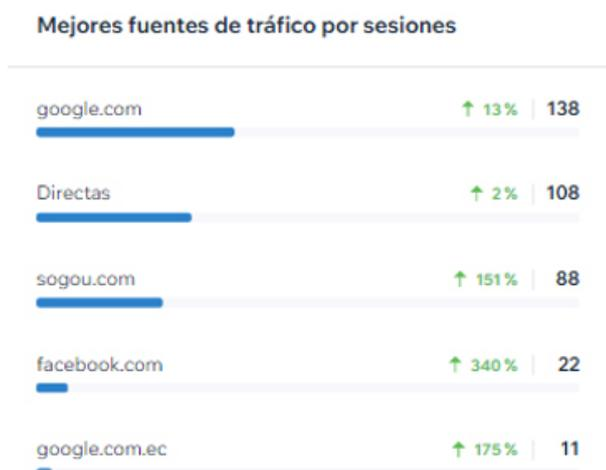 Mejores fuentes de tráfico por sesiones
google.com ↑ 13% 138
Directas ↑ 2% 108
sogou.com ↑ 151% 88
facebook.com ↑ 340% 22
google.com.ec ↑ 175% 11